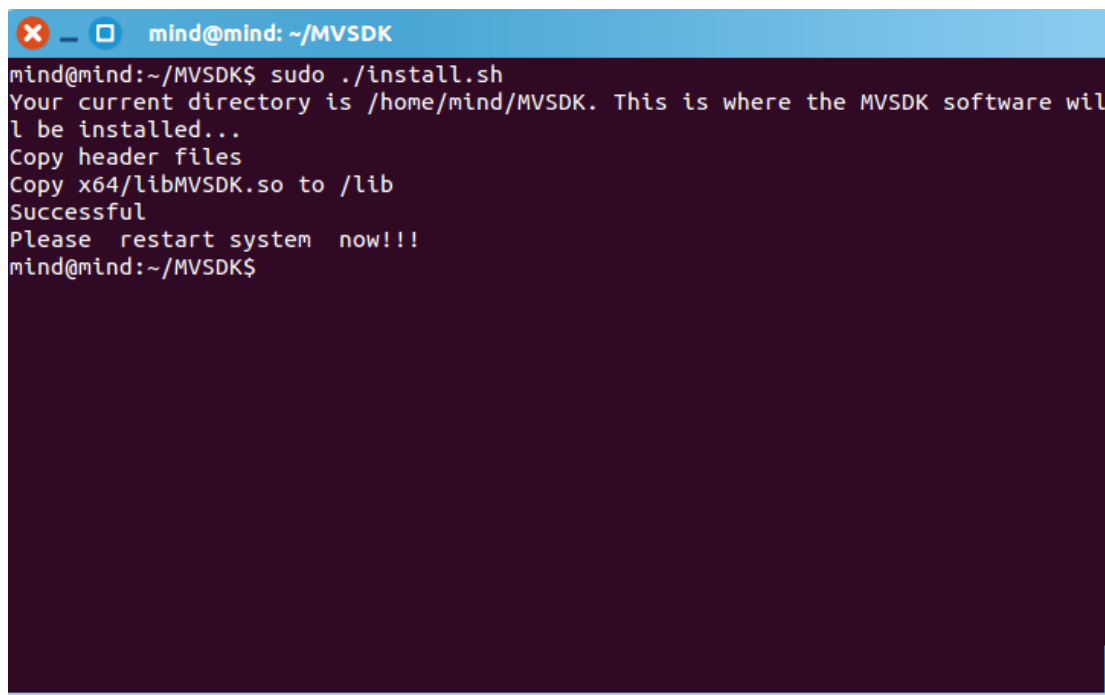 mind@mind: ~/MVSDK
mind@mind:~/MVSDK$ sudo ./install.sh
Your current directory is /home/mind/MVSDK. This is where the MVSDK software wil
l be installed...
Copy header files
Copy x64/libMVSDK.so to /lib
Successful
Please  restart system  now!!!
mind@mind:~/MVSDK$